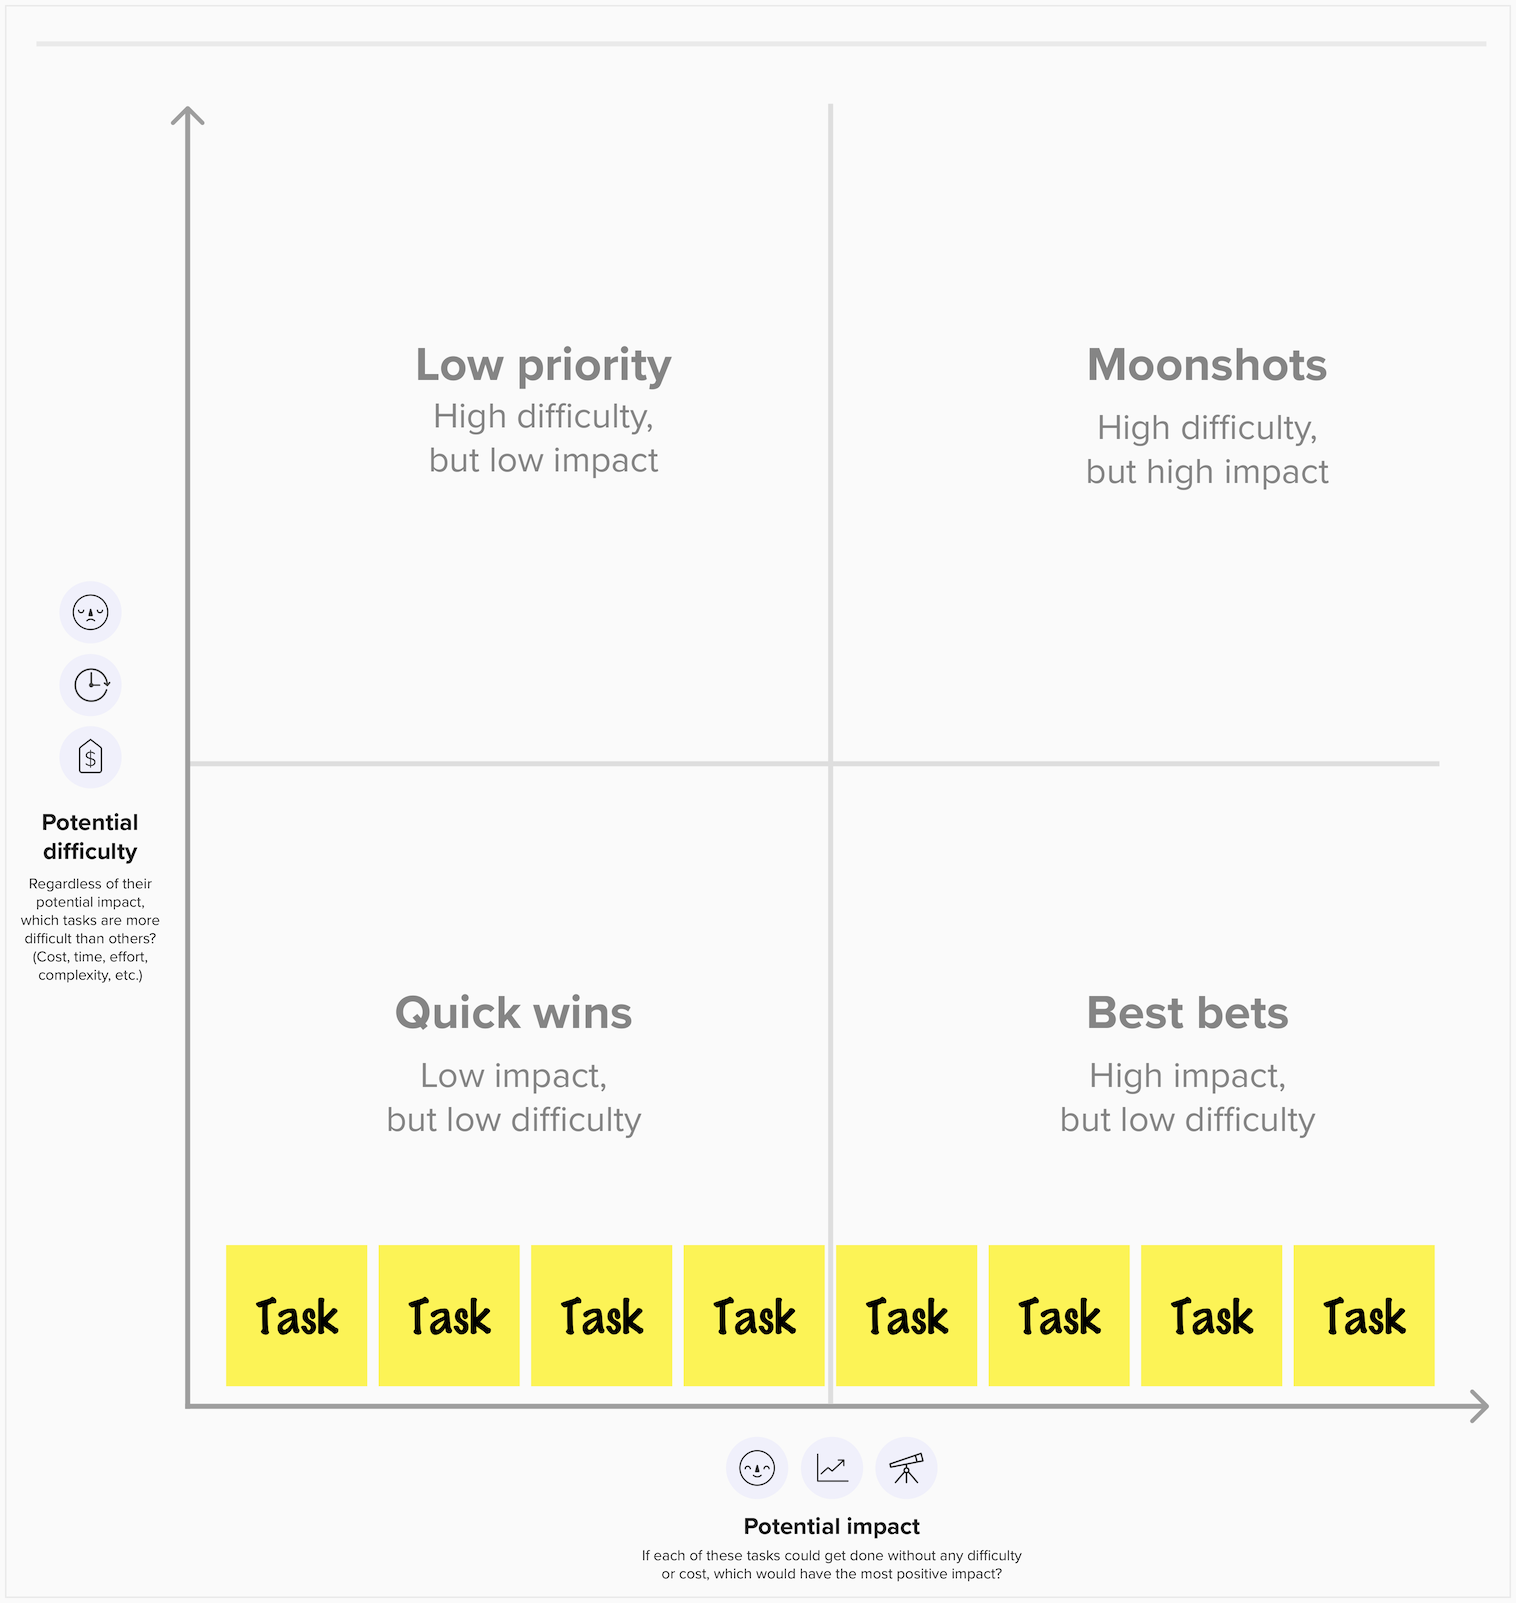 Low priority
High difficulty,
but low impact
Moonshots
High difficulty,
but high impact
Potential
difficulty
Regardless of their
potential impact,
which tasks are more
difficult than others?
(Cost, time, effort,
complexity, etc.)
$
Quick wins
Low impact,
but low difficulty
Best bets
High impact,
but low difficulty
Task
Task
Task
Task
Task
Task
Task
Task
Potential impact
If each of these tasks could get done without any difficulty
or cost, which would have the most positive impact?